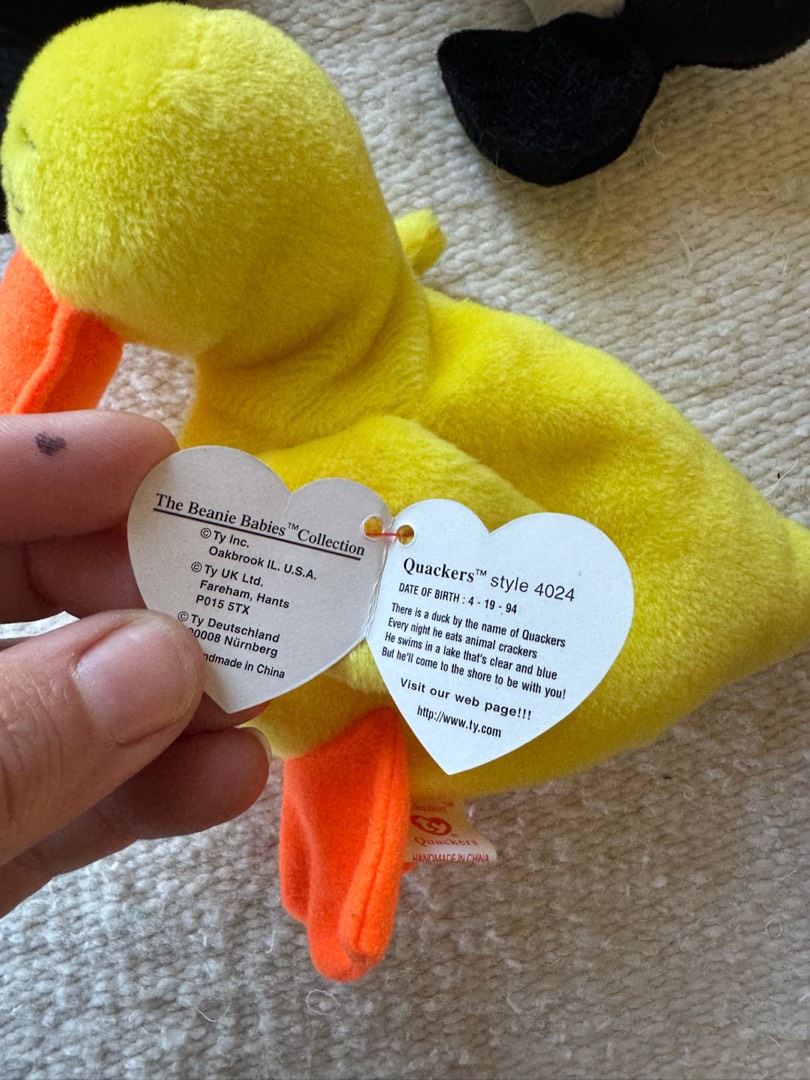 The Beanie Babies™Collection
©Ty Inc.
Oakbrook IL. U.S.A.
©Ty UK Ltd.
Fareham, Hants
P015 5TX
©Ty Deutschland
0008 Nürnberg
ndmade in China
Quackers™ style 4024
DATE OF BIRTH : 4 - 19 - 94
There is a duck by the name of Quackers
Every night he eats animal crackers
He swims in a lake that's clear and blue
But he'll come to the shore to be with you!
Visit our web page!!!
http://www.ty.com
Quackers
HANDMADE IN CHINA